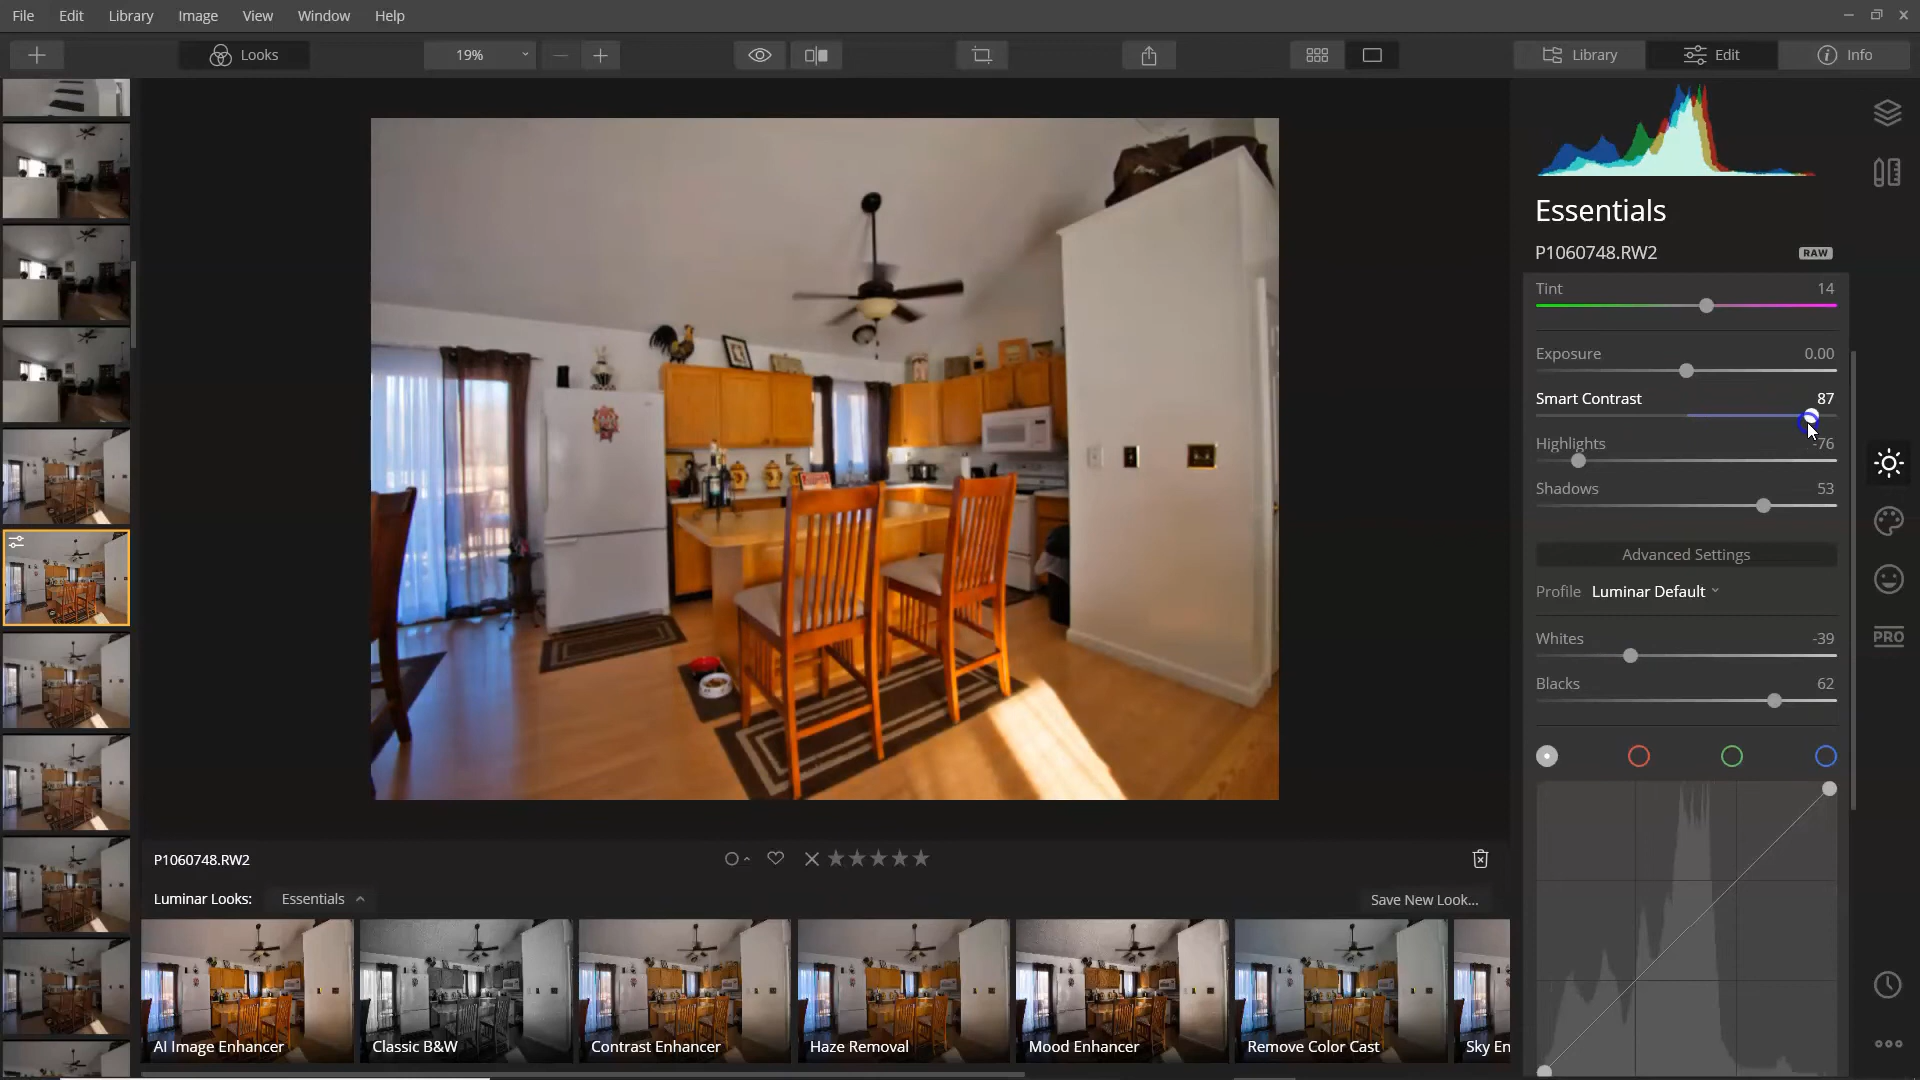 File Edit Library Image View Window Help
Looks 19% Library Edit Info
Essentials
P1060748.RW2 RAW
Tint 14
Exposure 0.00
Smart Contrast 87
Highlights -76
Shadows 53
Advanced Settings
Profile Luminar Default
Whites -39
Blacks 62
P1060748.RW2
Luminar Looks: Essentials Save New Look...
AI Image Enhancer Classic B&W Contrast Enhancer Haze Removal Mood Enhancer Remove Color Cast Sky En
PRO